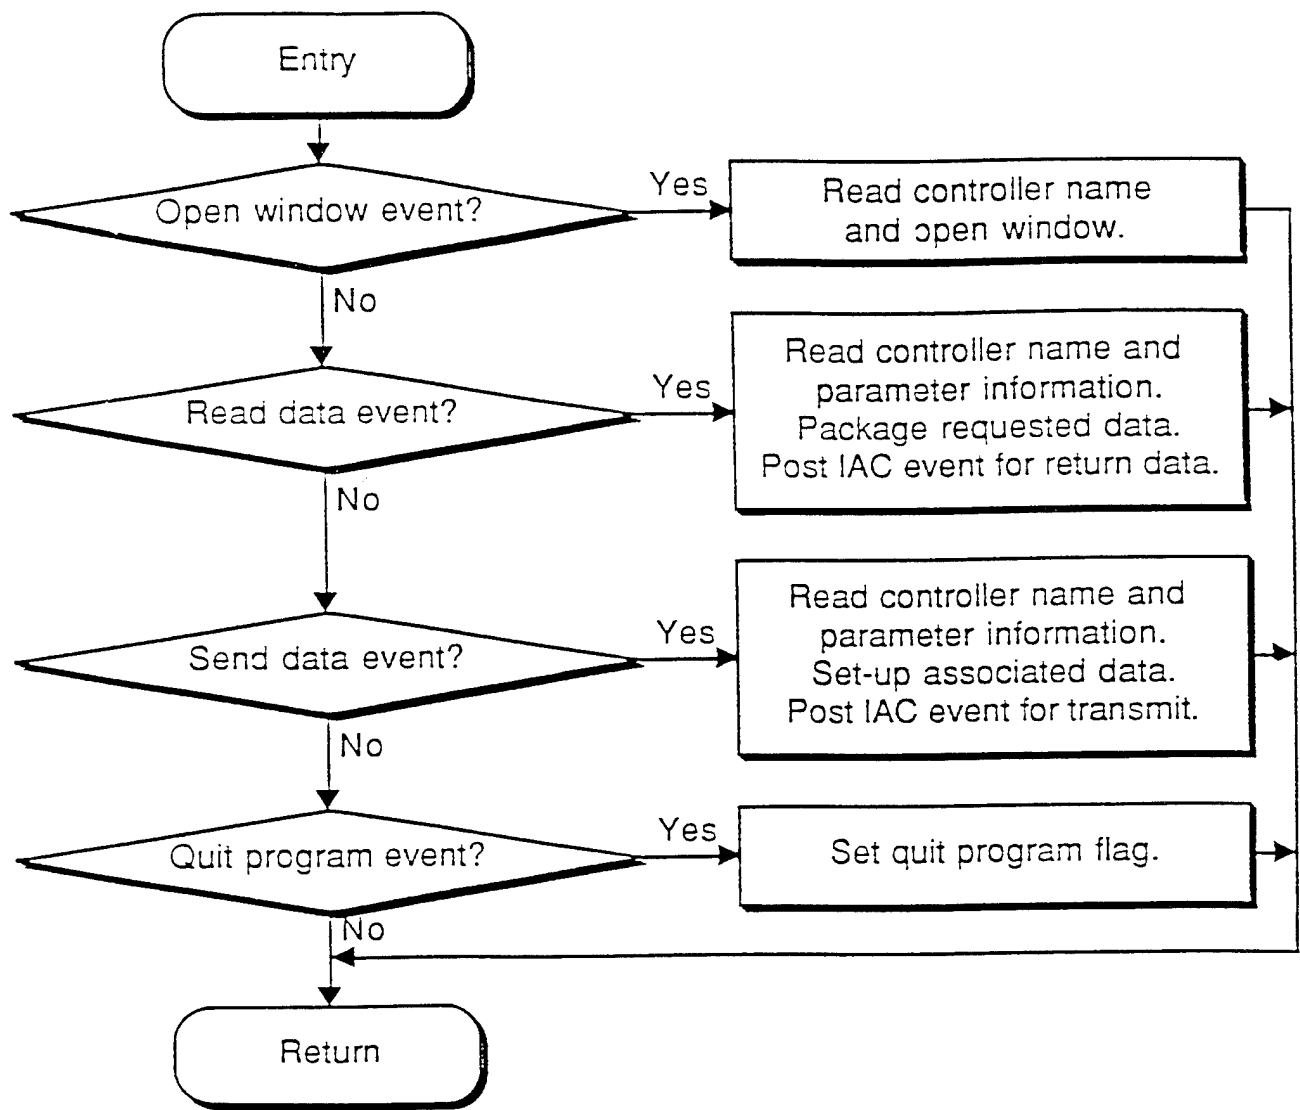 Entry
Open window event?
Yes
Read controller name
and open window.
No
Read data event?
Yes
Read controller name and
parameter information.
Package requested data.
Post IAC event for return data.
No
Send data event?
Yes
Read controller name and
parameter information.
Set-up associated data.
Post IAC event for transmit.
No
Quit program event?
Yes
Set quit program flag.
No
Return